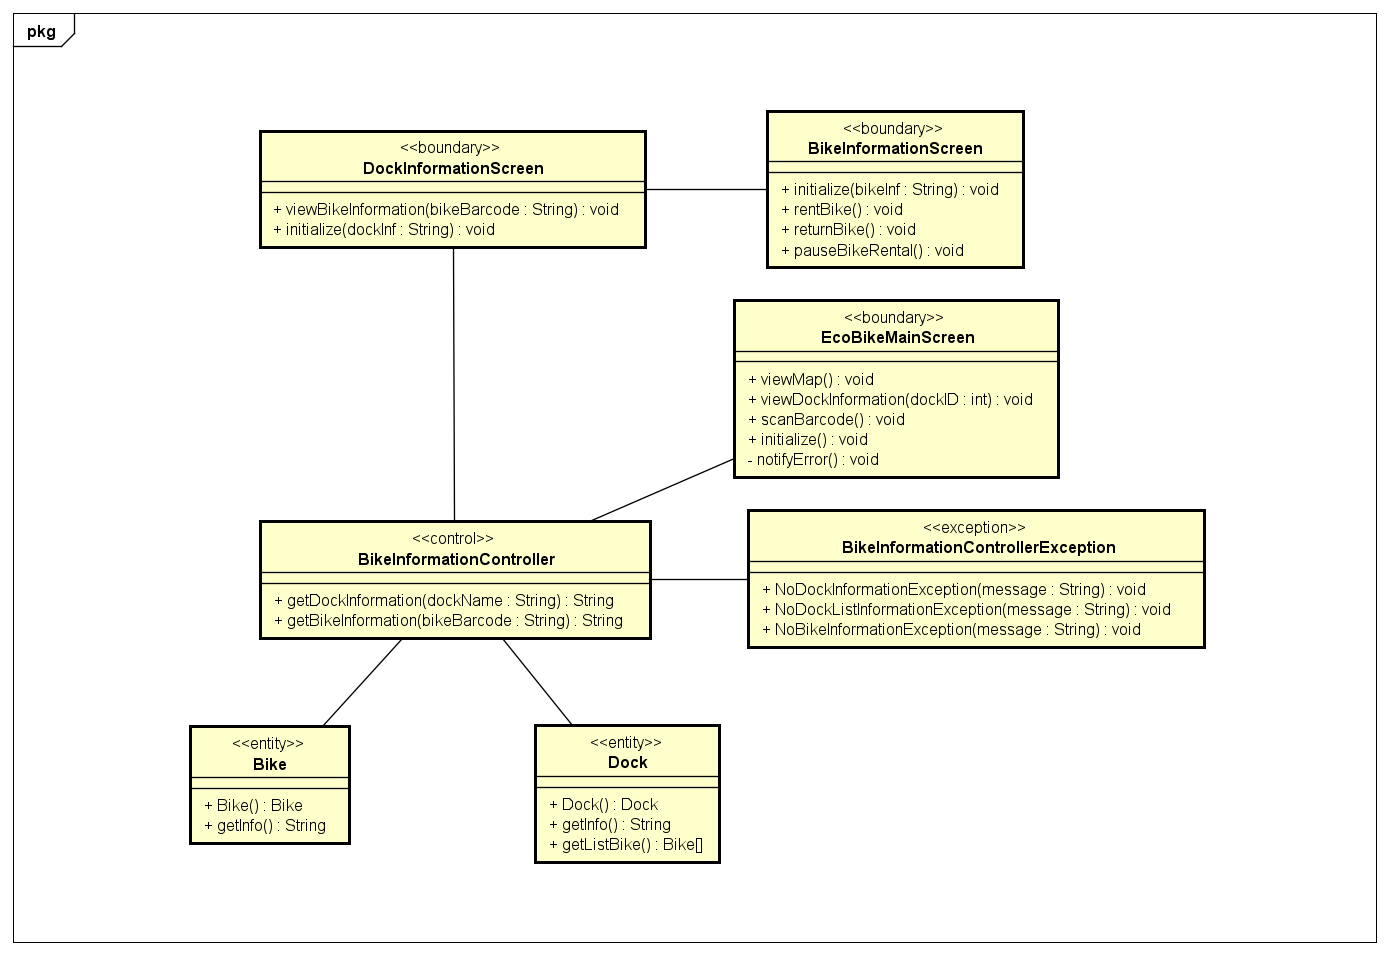 pkg
<<boundary>>
DockInformationScreen
+ viewBikeInformation(bikeBarcode : String) : void
+ initialize(dockInf : String) : void
<<boundary>>
BikeInformationScreen
+ initialize(bikeInf : String) : void
+ rentBike() : void
+ returnBike() : void
+ pauseBikeRental() : void
<<boundary>>
EcoBikeMainScreen
+ viewMap() : void
+ viewDockInformation(dockID : int) : void
+ scanBarcode() : void
+ initialize() : void
- notifyError() : void
<<control>>
BikeInformationController
+ getDockInformation(dockName : String) : String
+ getBikeInformation(bikeBarcode : String) : String
<<exception>>
BikeInformationControllerException
+ NoDockInformationException(message : String) : void
+ NoDockListInformationException(message : String) : void
+ NoBikeInformationException(message : String) : void
<<entity>>
Bike
+ Bike() : Bike
+ getInfo() : String
<<entity>>
Dock
+ Dock() : Dock
+ getInfo() : String
+ getListBike() : Bike[]